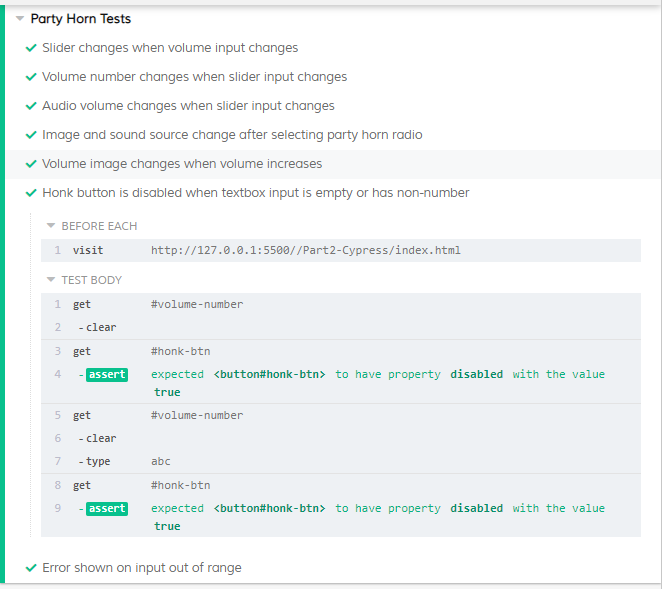 Party Horn Tests
Slider changes when volume input changes
Volume number changes when slider input changes
Audio volume changes when slider input changes
Image and sound source change after selecting party horn radio
Volume image changes when volume increases
Honk button is disabled when textbox input is empty or has non-number
BEFORE EACH
1 visit http://127.0.0.1:5500//Part2-Cypress/index.html
TEST BODY
1 get #volume-number
2 -clear
3 get #honk-btn
4 -assert expected <button#honk-btn> to have property disabled with the value
true
5 get #volume-number
6 -clear
7 -type abc
8 get #honk-btn
9 -assert expected <button#honk-btn> to have property disabled with the value
true
Error shown on input out of range